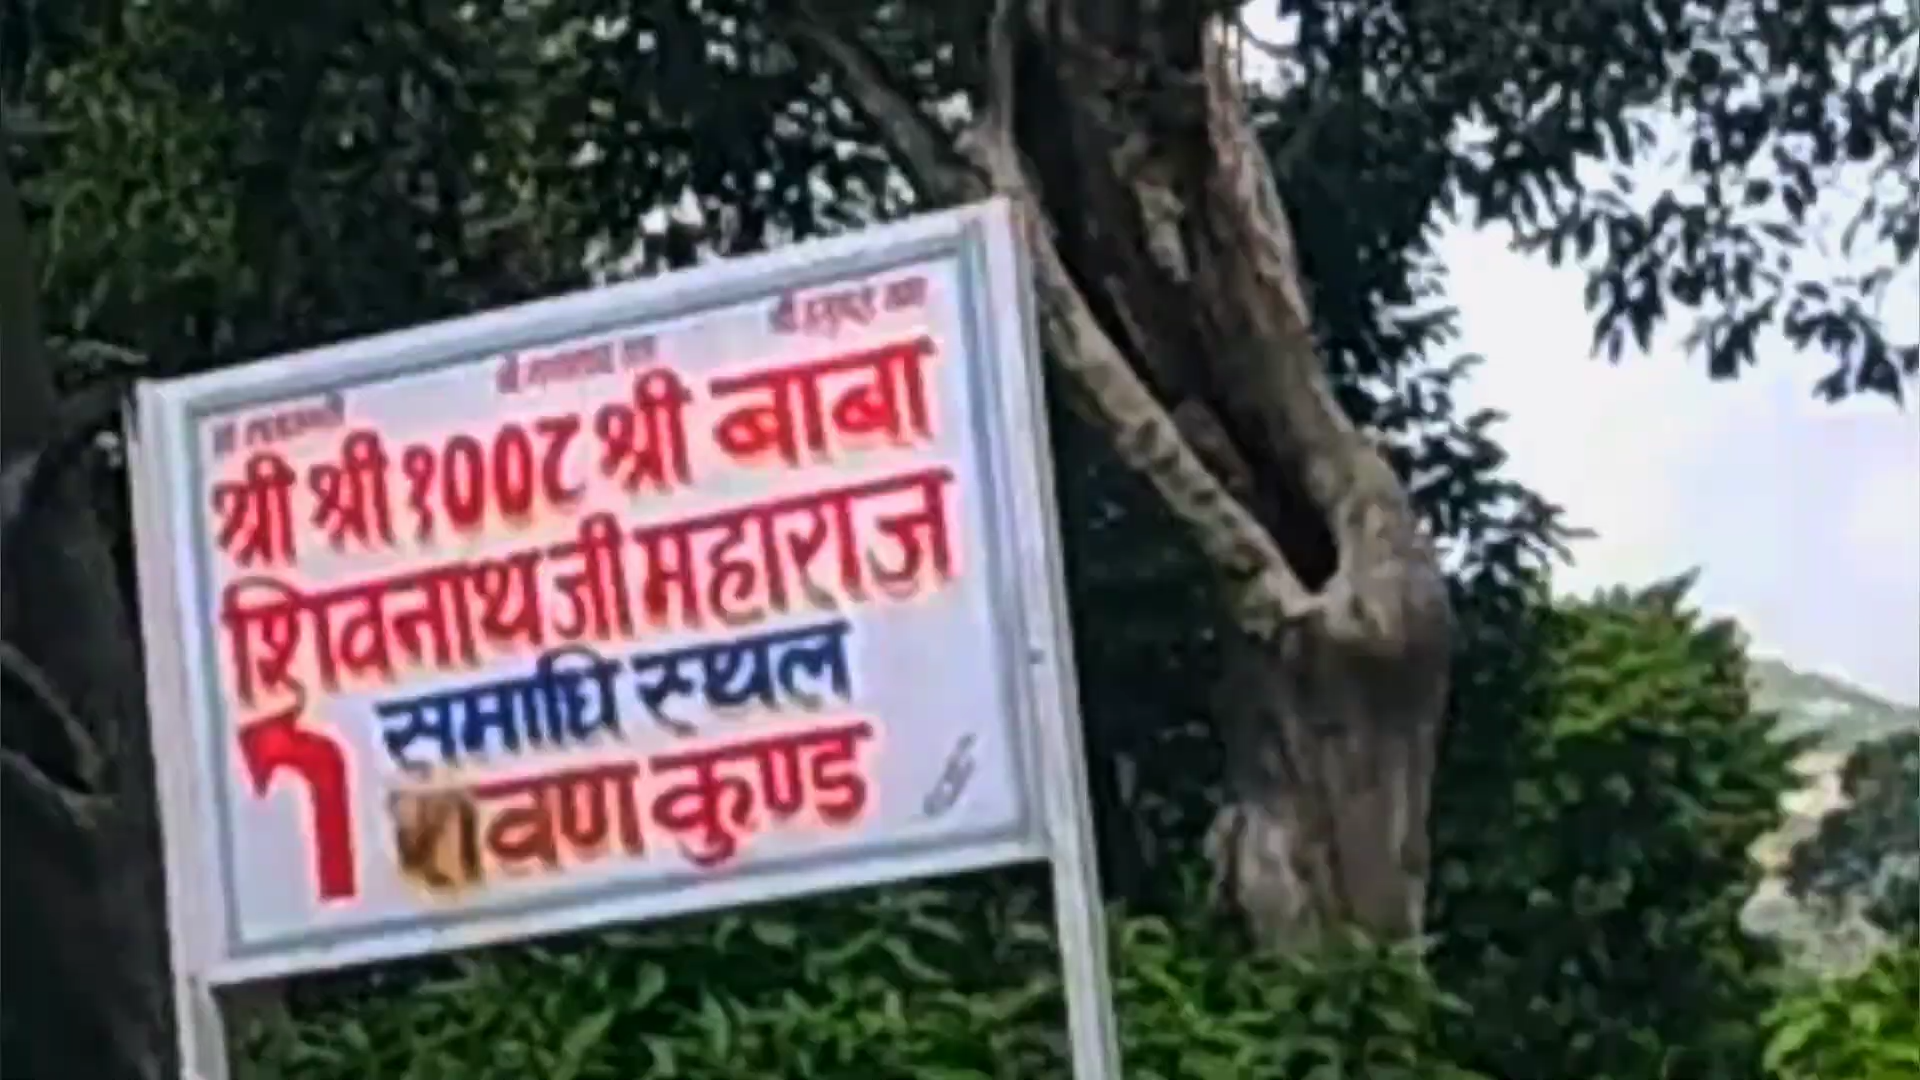 श्री श्री १००८ श्री बाबा
शिवनाथ जी महाराज
समाधि स्थल
रावण कुण्ड